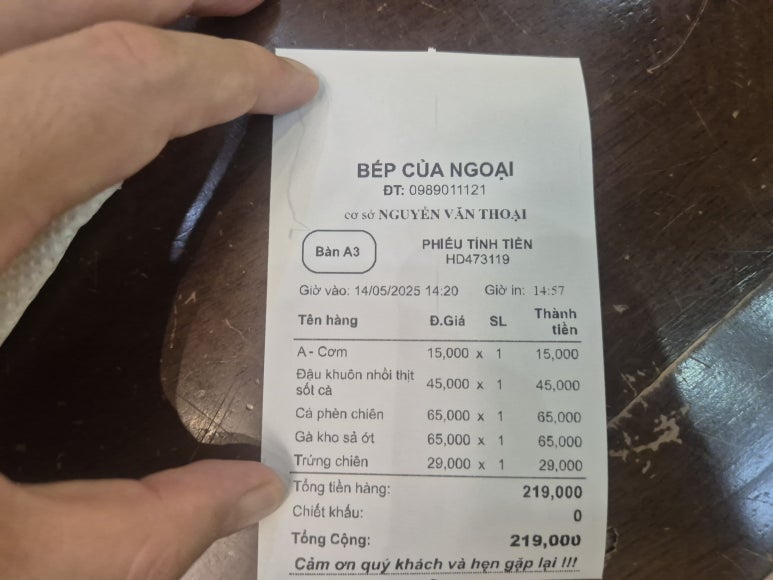 BẾP CỦA NGOẠI
ĐT: 0989011121
cơ sở NGUYỄN VĂN THOẠI
Bàn A3
PHIẾU TÍNH TIỀN
HD473119
Giờ vào: 14/05/2025 14:20 Giờ in: 14:57
Tên hàng Đ.Giá SL Thành tiền
A - Cơm 15,000 x 1 15,000
Đậu khuôn nhồi thịt
sốt cà 45,000 x 1 45,000
Cá phèn chiên 65,000 x 1 65,000
Gà kho sả ớt 65,000 x 1 65,000
Trứng chiên 29,000 x 1 29,000
Tổng tiền hàng: 219,000
Chiết khấu: 0
Tổng Cộng: 219,000
Cảm ơn quý khách và hẹn gặp lại !!!